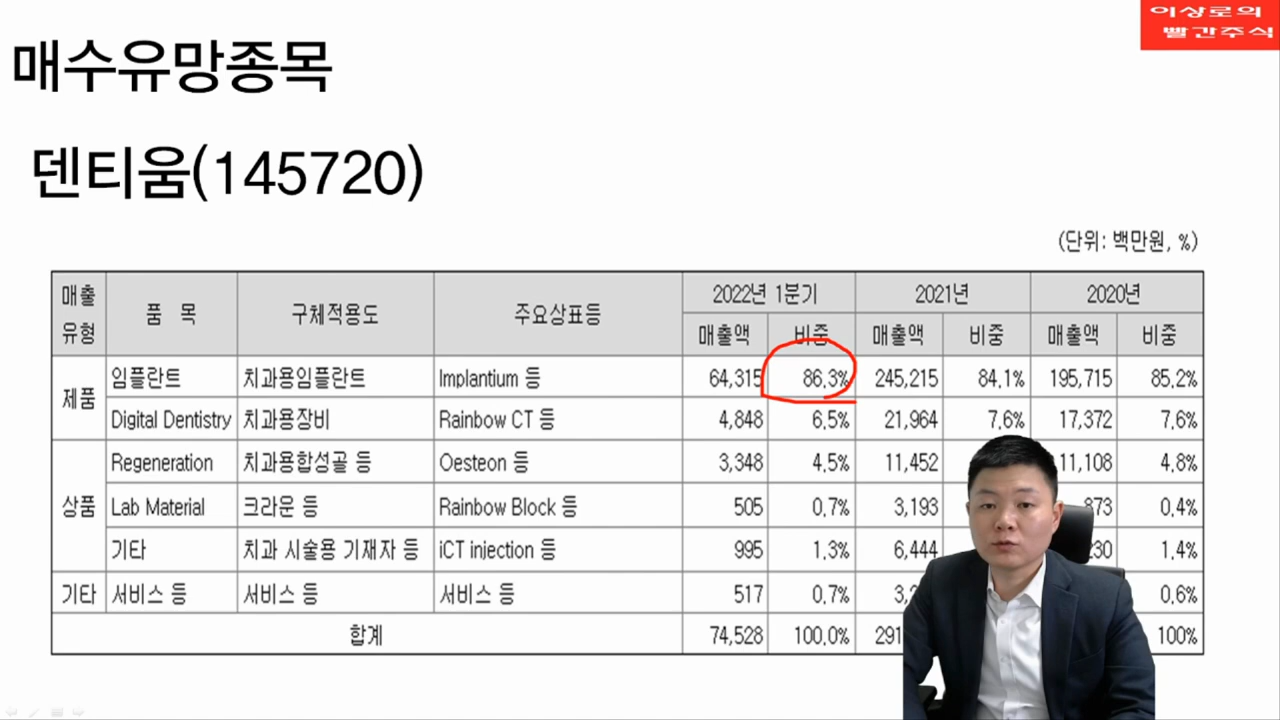 이상로의
빨간주식
매수유망종목
덴티움(145720)
(단위: 백만원, %)
매출 유형 품 목 구체적용도 주요상표등 2022년 1분기 2021년 2020년
매출액 비중 매출액 비중 매출액 비중
제품 임플란트 치과용임플란트 Implantium 등 64,315 86.3% 245,215 84.1% 195,715 85.2%
Digital Dentistry 치과용장비 Rainbow CT 등 4,848 6.5% 21,964 7.6% 17,372 7.6%
상품 Regeneration 치과용합성골 등 Oesteon 등 3,348 4.5% 11,452 11,108 4.8%
Lab Material 크라운 등 Rainbow Block 등 505 0.7% 3,193 0.4%
기타 치과 시술용 기재자 등 iCT injection 등 995 1.3% 6,444 1.4%
기타 서비스 등 서비스 등 서비스 등 517 0.7% 0.6%
합계 74,528 100.0% 100%